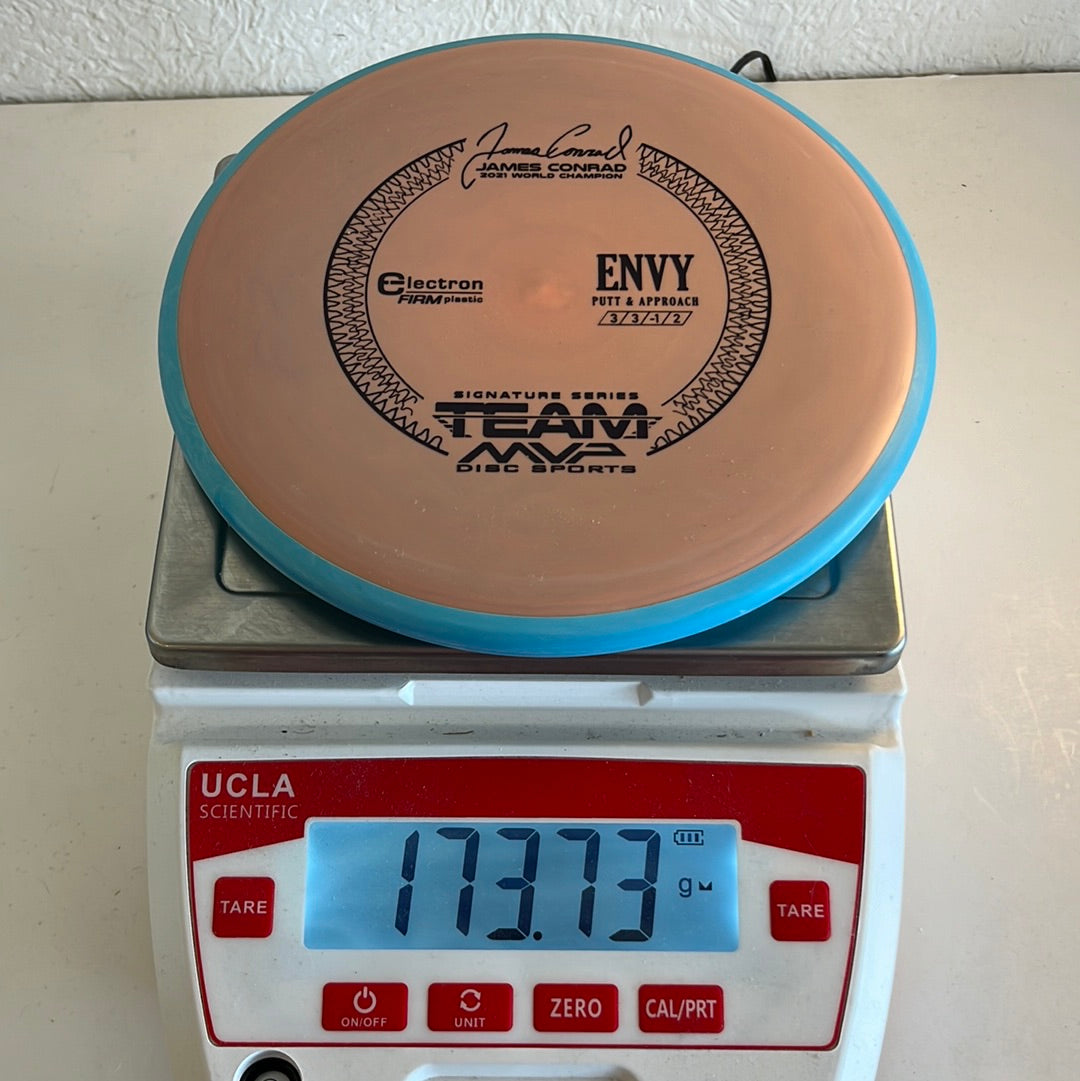 James Conrad
JAMES CONRAD
2021 WORLD CHAMPION
Electron
FIRM plastic
ENVY
PUTT & APPROACH
3/3/-1/2
SIGNATURE SERIES
TEAM
MVP
DISC SPORTS
UCLA
SCIENTIFIC
173.73
g
TARE
TARE
ON/OFF
UNIT
ZERO
CAL/PRT